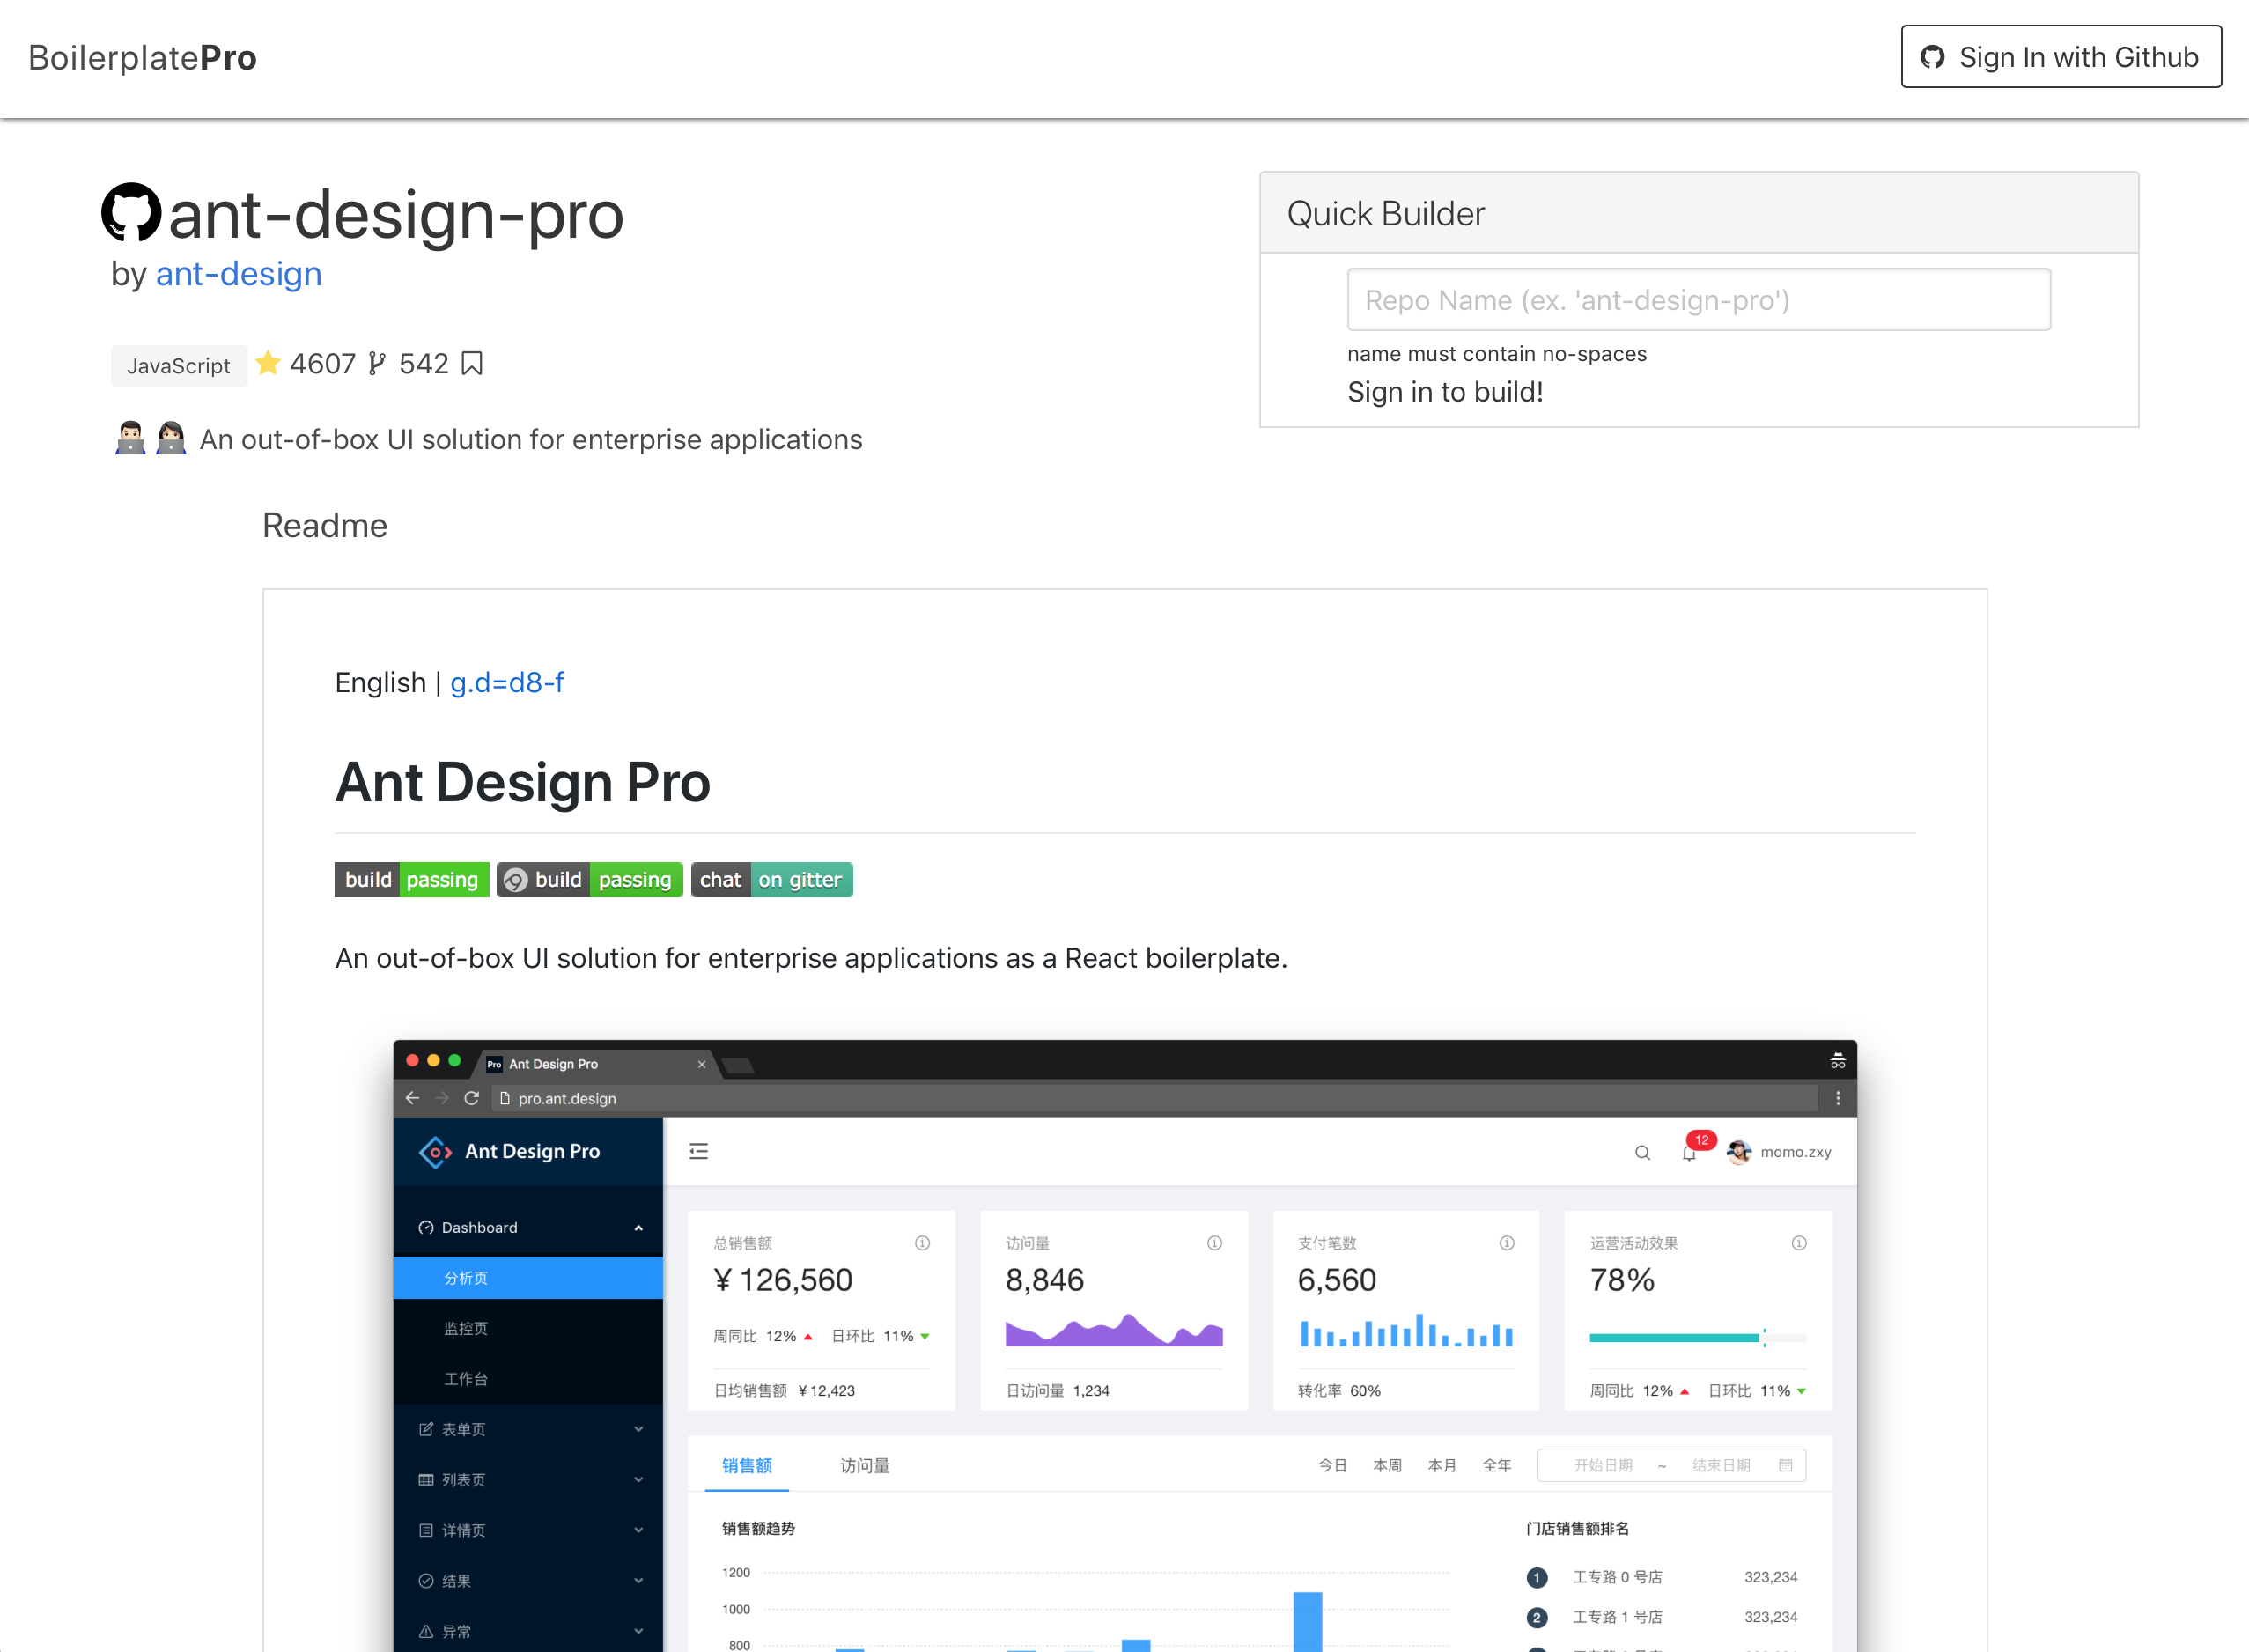 BoilerplatePro
Sign In with Github
ant-design-pro
by ant-design
JavaScript 4607 542
An out-of-box UI solution for enterprise applications
Quick Builder
Repo Name (ex. 'ant-design-pro')
name must contain no-spaces
Sign in to build!
Readme
English | g.d=d8-f
Ant Design Pro
build passing build passing chat on gitter
An out-of-box UI solution for enterprise applications as a React boilerplate.
Pro Ant Design Pro
pro.ant.design
Ant Design Pro
12 momo.zxy
Dashboard
分析页
监控页
工作台
表单页
列表页
详情页
结果
异常
总销售额
¥ 126,560
周同比 12% 日环比 11%
日均销售额 ¥ 12,423
访问量
8,846
日访问量 1,234
支付笔数
6,560
转化率 60%
运营活动效果
78%
周同比 12% 日环比 11%
销售额 访问量 今日 本周 本月 全年 开始日期 ~ 结束日期
销售额趋势
1200
1000
800
门店销售额排名
1 工专路 0 号店 323,234
2 工专路 1 号店 323,234